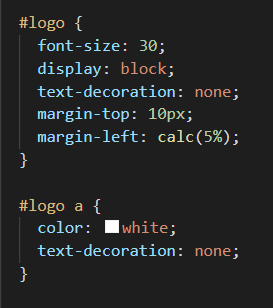 #logo {
  font-size: 30;
  display: block;
  text-decoration: none;
  margin-top: 10px;
  margin-left: calc(5%);
}

#logo a {
  color: white;
  text-decoration: none;
}